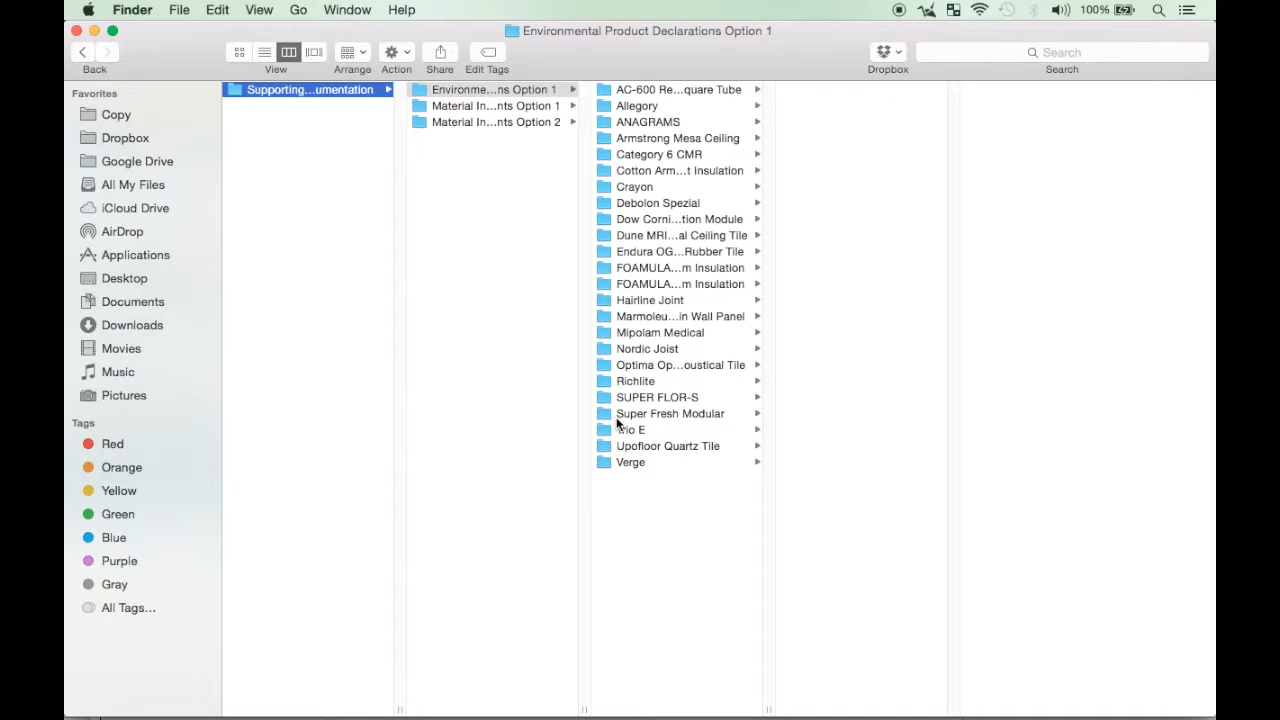 Finder File Edit View Go Window Help 100%
Environmental Product Declarations Option 1
Search
Back View Arrange Action Share Edit Tags Dropbox Search
Favorites
Copy
Dropbox
Google Drive
All My Files
iCloud Drive
AirDrop
Applications
Desktop
Documents
Downloads
Movies
Music
Pictures
Tags
Red
Orange
Yellow
Green
Blue
Purple
Gray
All Tags...
Supporting...umentation
Environme...ns Option 1
Material In...nts Option 1
Material In...nts Option 2
AC-600 Re...quare Tube
Allegory
ANAGRAMS
Armstrong Mesa Ceiling
Category 6 CMR
Cotton Arm...t Insulation
Crayon
Debolon Spezial
Dow Corni...tion Module
Dune MRI...al Ceiling Tile
Endura OG...Rubber Tile
FOAMULA...m Insulation
FOAMULA...m Insulation
Hairline Joint
Marmoleu...in Wall Panel
Mipolam Medical
Nordic Joist
Optima Op...oustical Tile
Richlite
SUPER FLOR-S
Super Fresh Modular
E
Upofloor Quartz Tile
Verge